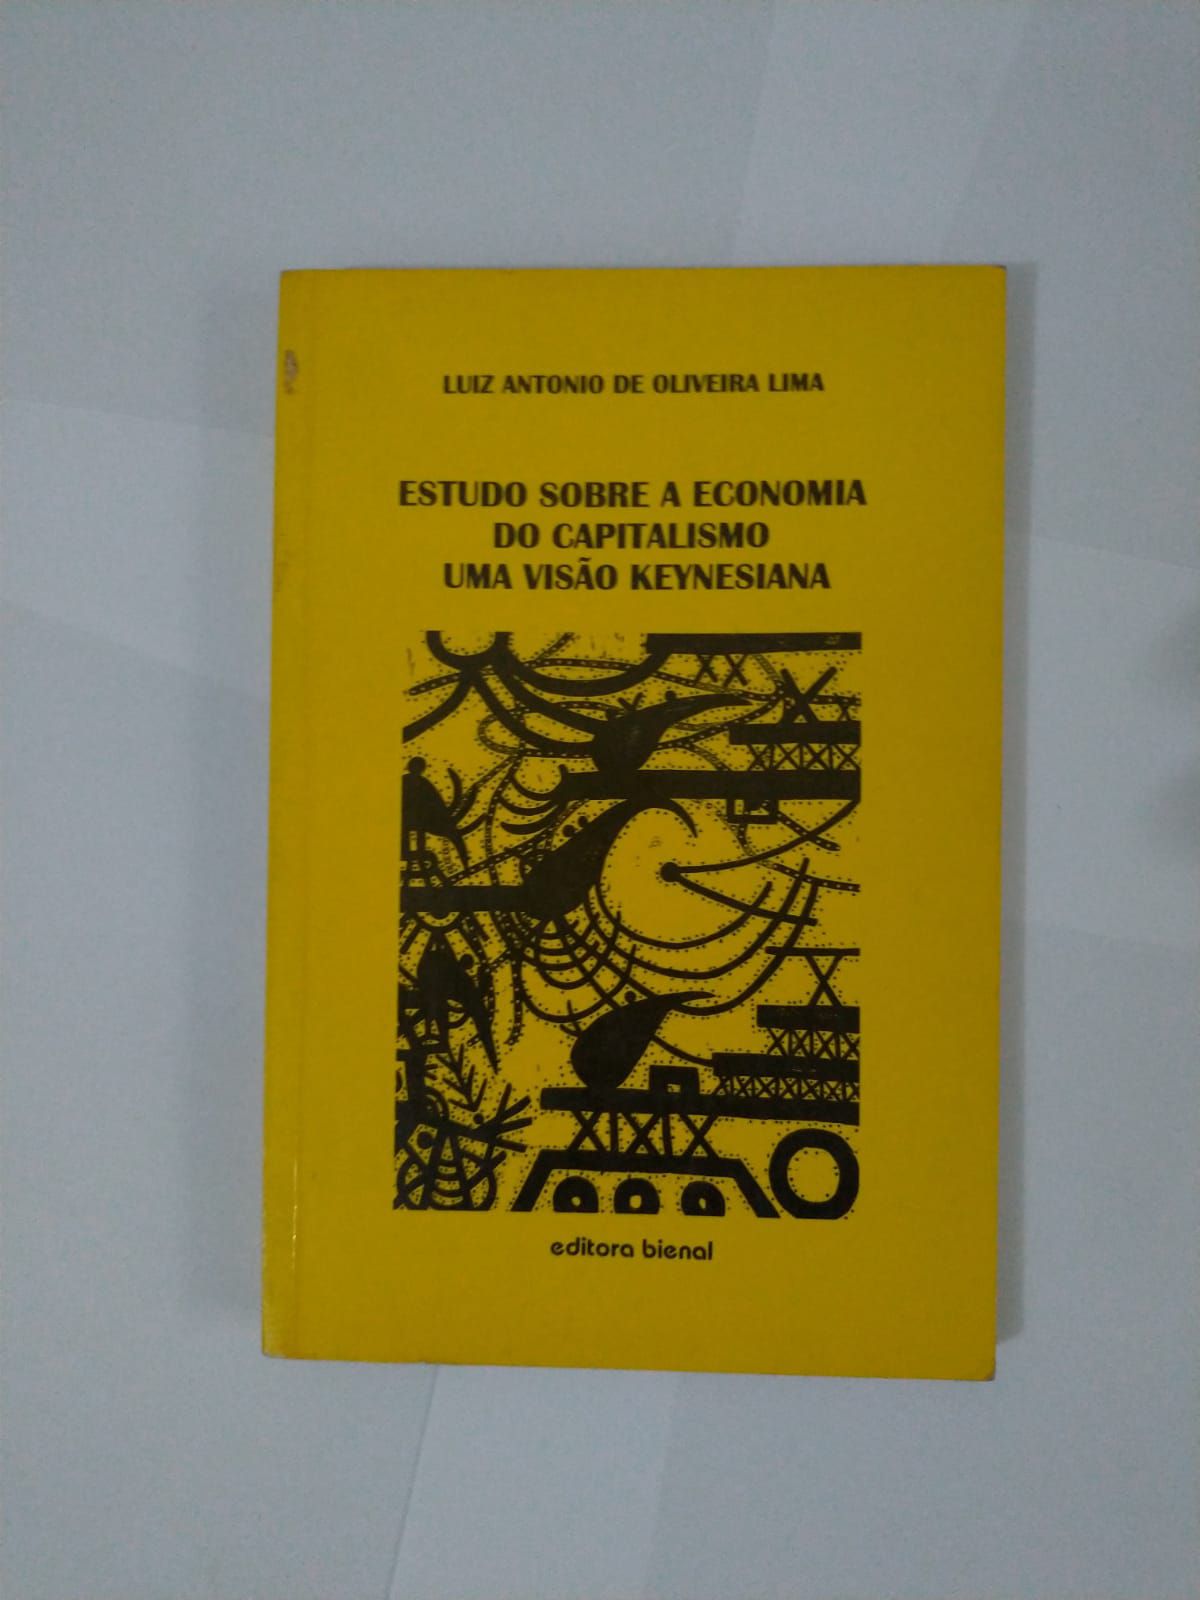 LUIZ ANTONIO DE OLIVEIRA LIMA
ESTUDO SOBRE A ECONOMIA
DO CAPITALISMO
UMA VISÃO KEYNESIANA
editora bienal